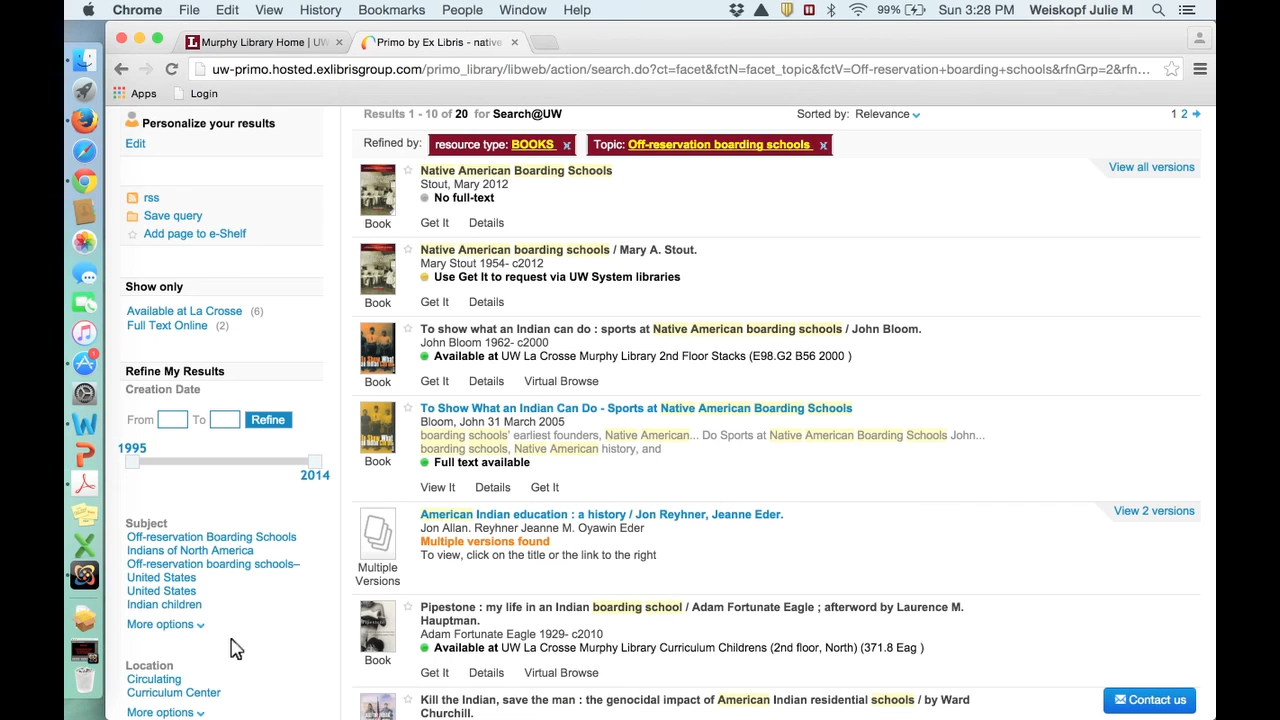 Chrome File Edit View History Bookmarks People Window Help 99% Sun 3:28 PM Weiskopf Julie M
Murphy Library Home | UW × Primo by Ex Libris - native ×
uw-primo.hosted.exlibrisgroup.com/primo_library/libweb/action/search.do?ct=facet&fctN=facet_topic&fctV=Off-reservation+boarding+schools&rfnGrp=2&rfn...
Apps Login
Personalize your results
Edit
rss
Save query
Add page to e-Shelf
Show only
Available at La Crosse (6)
Full Text Online (2)
Refine My Results
Creation Date
From To Refine
1995
2014
Subject
Off-reservation Boarding Schools
Indians of North America
Off-reservation boarding schools–
United States
United States
Indian children
More options
Location
Circulating
Curriculum Center
More options
Results 1 - 10 of 20 for Search@UW Sorted by: Relevance 1 2
Refined by: resource type: BOOKS × Topic: Off-reservation boarding schools ×
View all versions
Native American Boarding Schools
Stout, Mary 2012
No full-text
Book Get It Details
Native American boarding schools / Mary A. Stout.
Mary Stout 1954- c2012
Use Get It to request via UW System libraries
Book Get It Details
To show what an Indian can do : sports at Native American boarding schools / John Bloom.
John Bloom 1962- c2000
Available at UW La Crosse Murphy Library 2nd Floor Stacks (E98.G2 B56 2000 )
Book Get It Details Virtual Browse
To Show What an Indian Can Do - Sports at Native American Boarding Schools
Bloom, John 31 March 2005
boarding schools' earliest founders, Native American... Do Sports at Native American Boarding Schools John...
boarding schools, Native American history, and
Full text available
Book
View It Details Get It
American Indian education : a history / Jon Reyhner, Jeanne Eder. View 2 versions
Jon Allan. Reyhner Jeanne M. Oyawin Eder
Multiple versions found
To view, click on the title or the link to the right
Multiple
Versions
Pipestone : my life in an Indian boarding school / Adam Fortunate Eagle ; afterword by Laurence M.
Hauptman.
Adam Fortunate Eagle 1929- c2010
Available at UW La Crosse Murphy Library Curriculum Childrens (2nd floor, North) (371.8 Eag )
Book
Get It Details Virtual Browse
Kill the Indian, save the man : the genocidal impact of American Indian residential schools / by Ward
Churchill.
Contact us